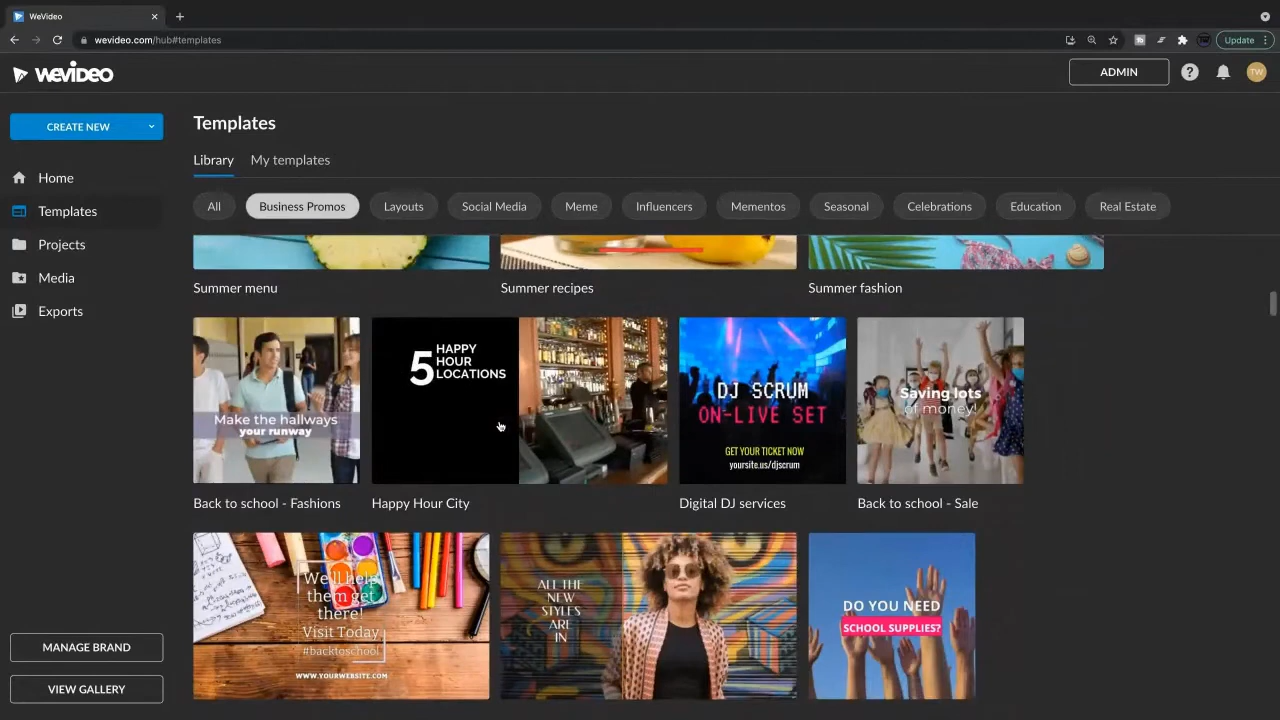 WeVideo
wevideo.com/hub#templates
Update
WEVIDEO
ADMIN
TW
CREATE NEW
Home
Templates
Projects
Media
Exports
MANAGE BRAND
VIEW GALLERY
Templates
Library My templates
All Business Promos Layouts Social Media Meme Influencers Mementos Seasonal Celebrations Education Real Estate
Summer menu
Summer recipes
Summer fashion
Make the hallways
your runway
5 HAPPY
HOUR
LOCATIONS
DJ SCRUM
ON-LIVE SET
GET YOUR TICKET NOW
yoursite.us/djscrum
Saving lots
of money!
Back to school - Fashions
Happy Hour City
Digital DJ services
Back to school - Sale
We'll help
them get
there!
Visit Today
#backtoschool
WWW.YOURWEBSITE.COM
ALL THE
NEW
STYLES
ARE
IN
DO YOU NEED
SCHOOL SUPPLIES?